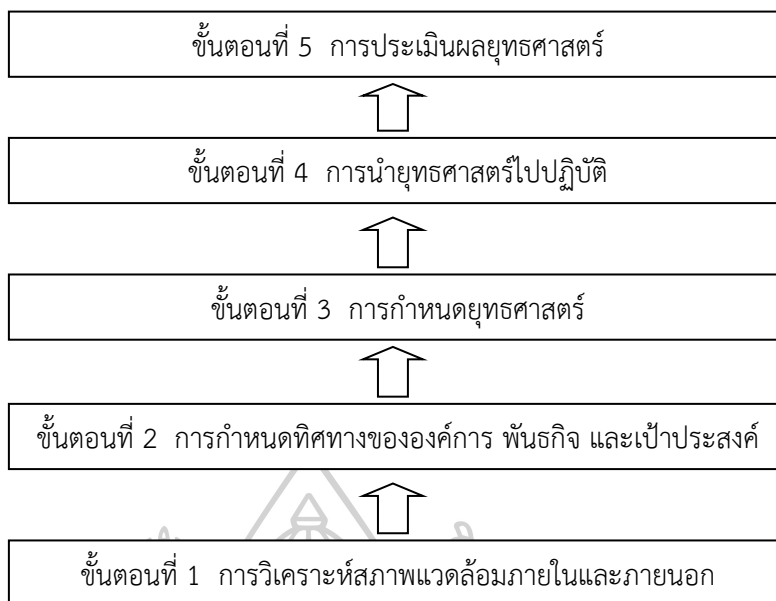 ขั้นตอนที่ 5 การประเมินผลยุทธศาสตร์
ขั้นตอนที่ 4 การนำยุทธศาสตร์ไปปฏิบัติ
ขั้นตอนที่ 3 การกำหนดยุทธศาสตร์
ขั้นตอนที่ 2 การกำหนดทิศทางขององค์การ พันธกิจ และเป้าประสงค์
ขั้นตอนที่ 1 การวิเคราะห์สภาพแวดล้อมภายในและภายนอก